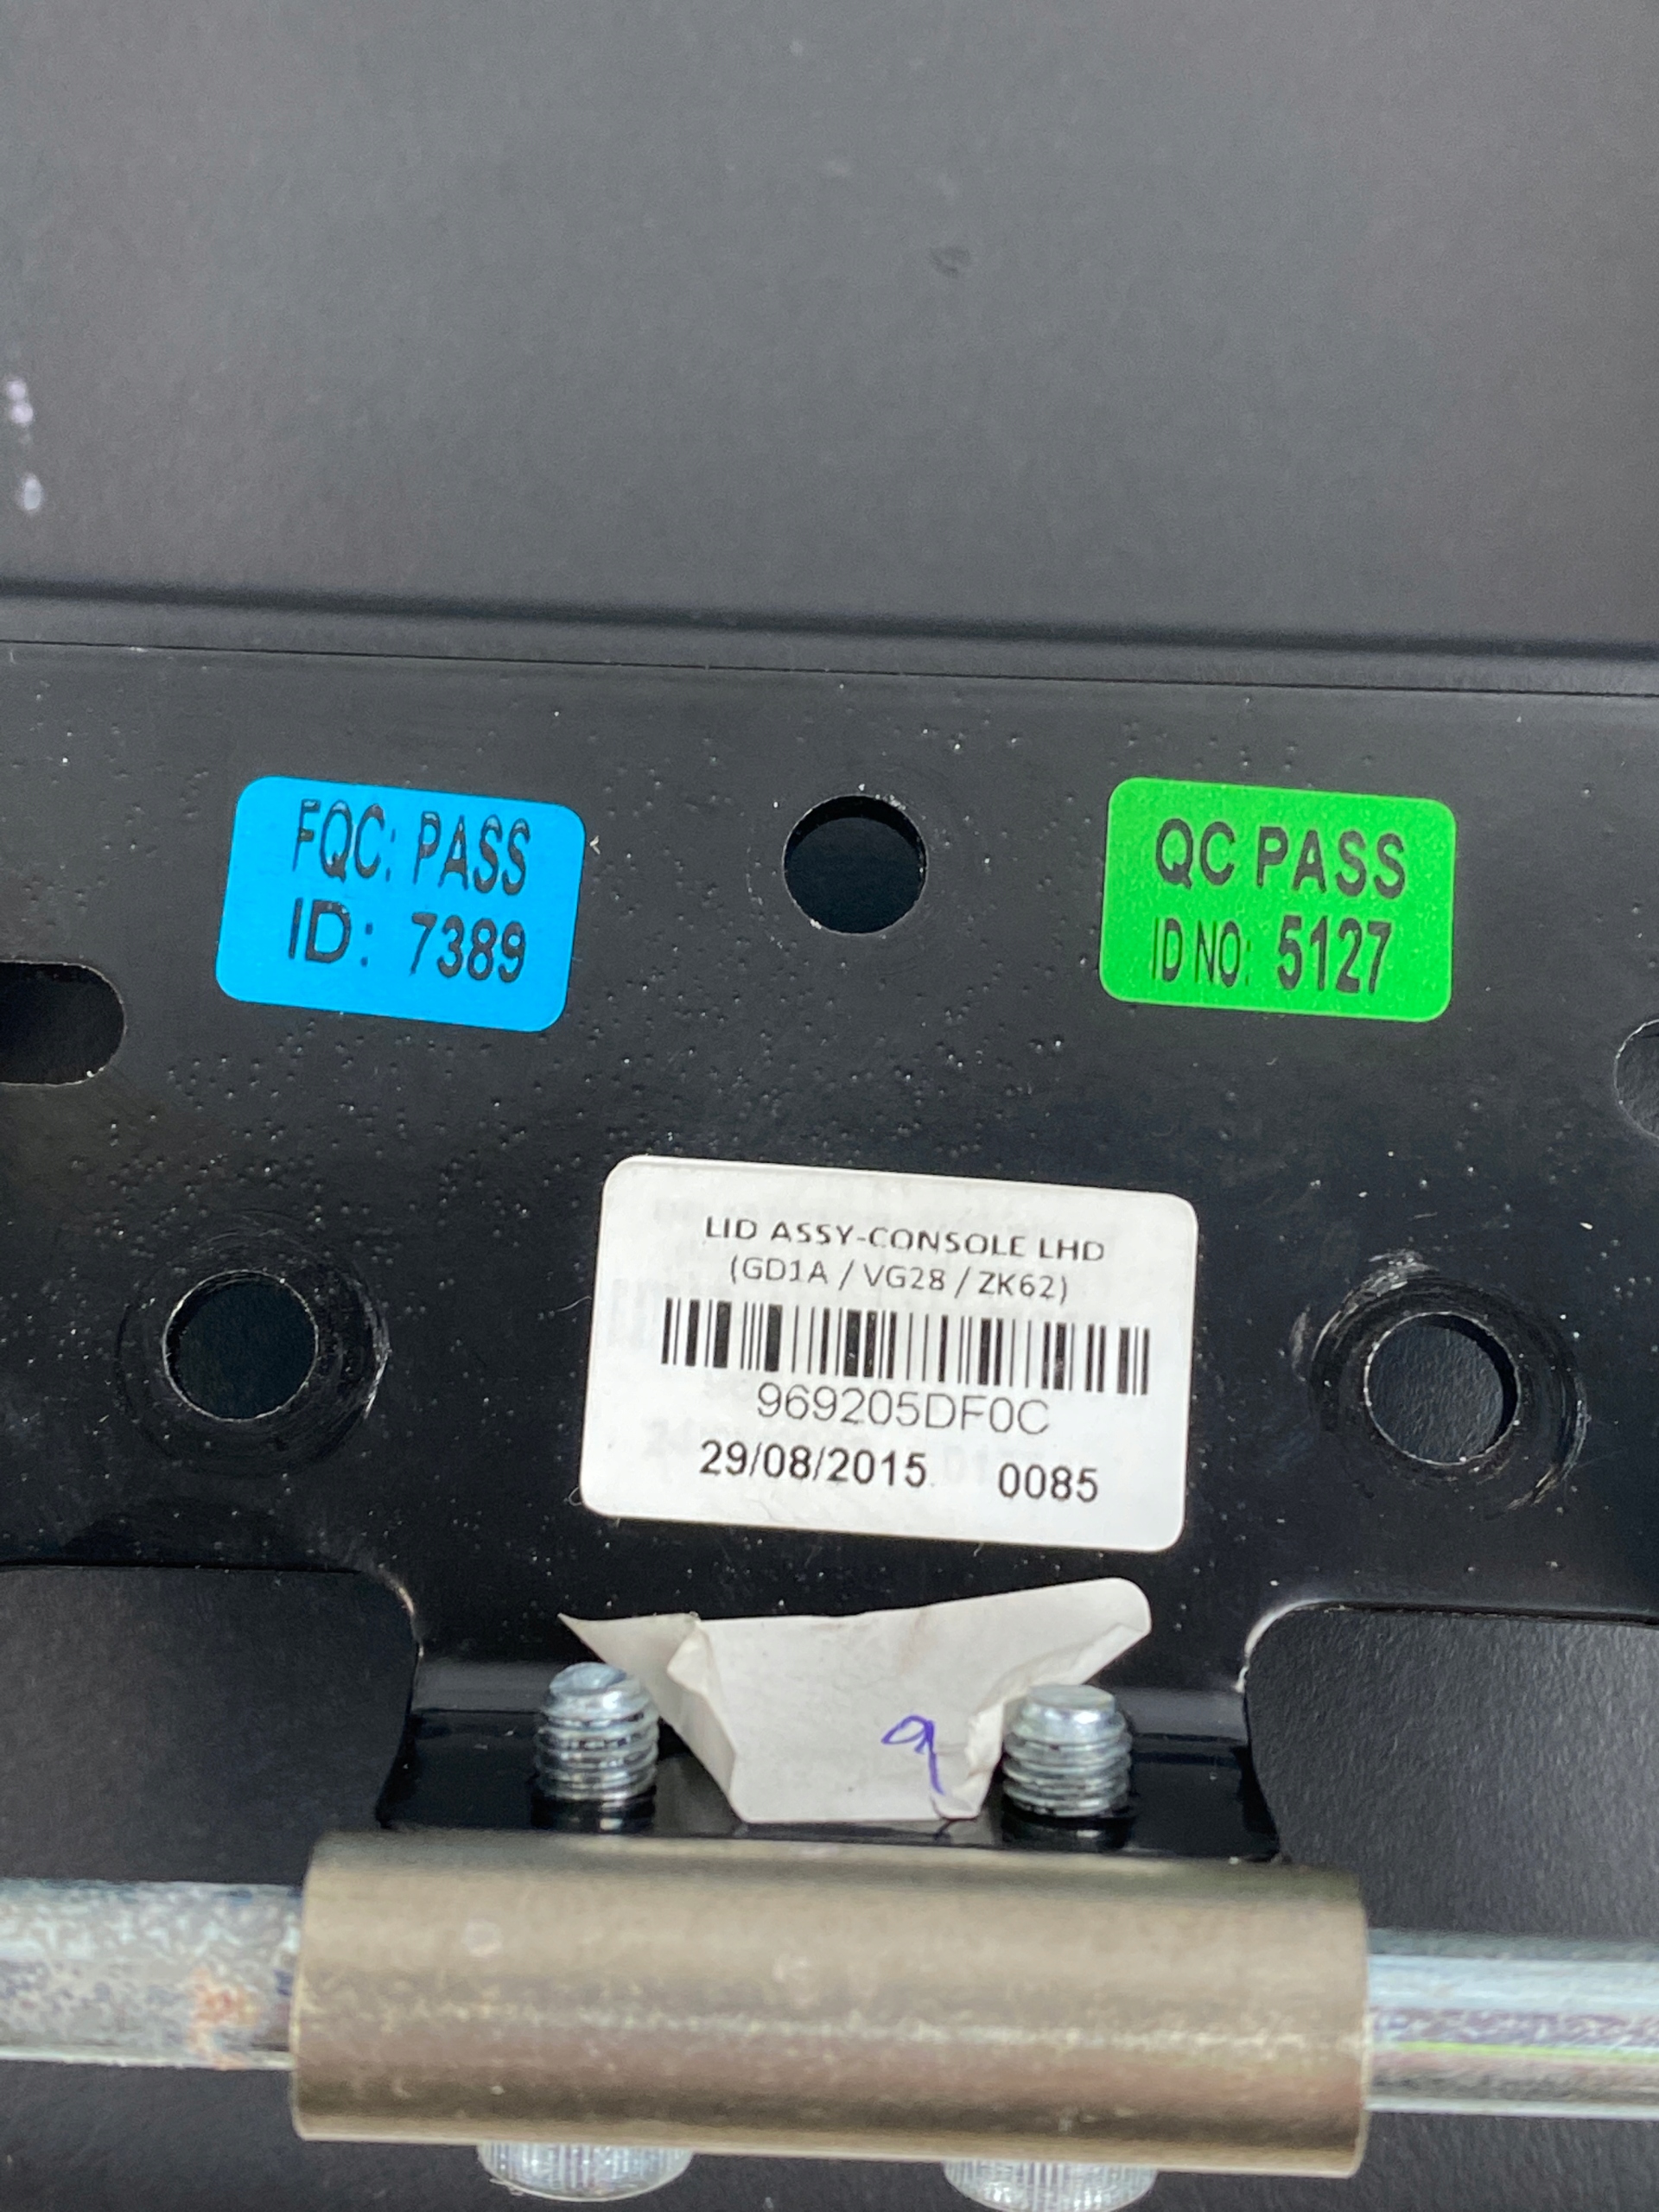 FQC: PASS
ID: 7389
QC PASS
ID NO: 5127
LID ASSY-CONSOLE LHD
(GD1A / VG28 / ZK62)
969205DF0C
29/08/2015 0085
9